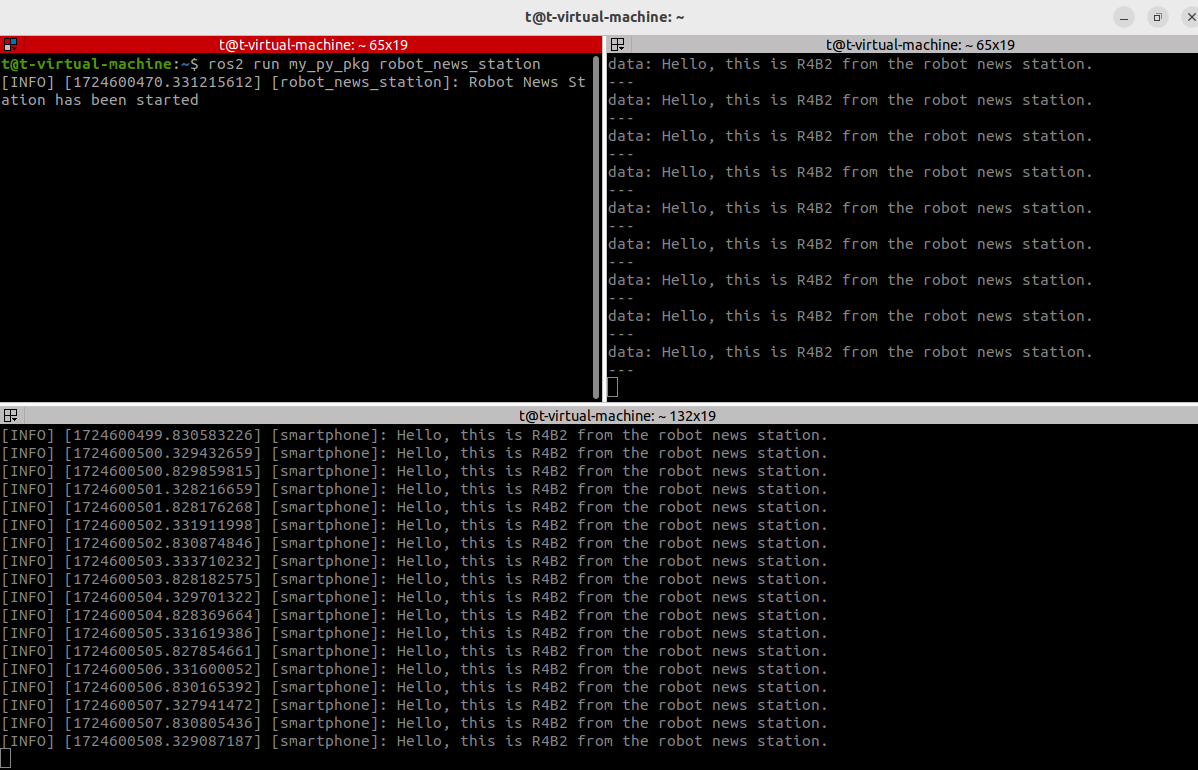 t@t-virtual-machine: ~
t@t-virtual-machine: ~ 65x19
t@t-virtual-machine:~$ ros2 run my_py_pkg robot_news_station
[INFO] [1724600470.331215612] [robot_news_station]: Robot News St
ation has been started
t@t-virtual-machine: ~ 65x19
data: Hello, this is R4B2 from the robot news station.
---
data: Hello, this is R4B2 from the robot news station.
---
data: Hello, this is R4B2 from the robot news station.
---
data: Hello, this is R4B2 from the robot news station.
---
data: Hello, this is R4B2 from the robot news station.
---
data: Hello, this is R4B2 from the robot news station.
---
data: Hello, this is R4B2 from the robot news station.
---
data: Hello, this is R4B2 from the robot news station.
---
data: Hello, this is R4B2 from the robot news station.
---
t@t-virtual-machine: ~ 132x19
[INFO] [1724600499.830583226] [smartphone]: Hello, this is R4B2 from the robot news station.
[INFO] [1724600500.329432659] [smartphone]: Hello, this is R4B2 from the robot news station.
[INFO] [1724600500.829859815] [smartphone]: Hello, this is R4B2 from the robot news station.
[INFO] [1724600501.328216659] [smartphone]: Hello, this is R4B2 from the robot news station.
[INFO] [1724600501.828176268] [smartphone]: Hello, this is R4B2 from the robot news station.
[INFO] [1724600502.331911998] [smartphone]: Hello, this is R4B2 from the robot news station.
[INFO] [1724600502.830874846] [smartphone]: Hello, this is R4B2 from the robot news station.
[INFO] [1724600503.333710232] [smartphone]: Hello, this is R4B2 from the robot news station.
[INFO] [1724600503.828182575] [smartphone]: Hello, this is R4B2 from the robot news station.
[INFO] [1724600504.329701322] [smartphone]: Hello, this is R4B2 from the robot news station.
[INFO] [1724600504.828369664] [smartphone]: Hello, this is R4B2 from the robot news station.
[INFO] [1724600505.331619386] [smartphone]: Hello, this is R4B2 from the robot news station.
[INFO] [1724600505.827854661] [smartphone]: Hello, this is R4B2 from the robot news station.
[INFO] [1724600506.331600052] [smartphone]: Hello, this is R4B2 from the robot news station.
[INFO] [1724600506.830165392] [smartphone]: Hello, this is R4B2 from the robot news station.
[INFO] [1724600507.327941472] [smartphone]: Hello, this is R4B2 from the robot news station.
[INFO] [1724600507.830805436] [smartphone]: Hello, this is R4B2 from the robot news station.
[INFO] [1724600508.329087187] [smartphone]: Hello, this is R4B2 from the robot news station.